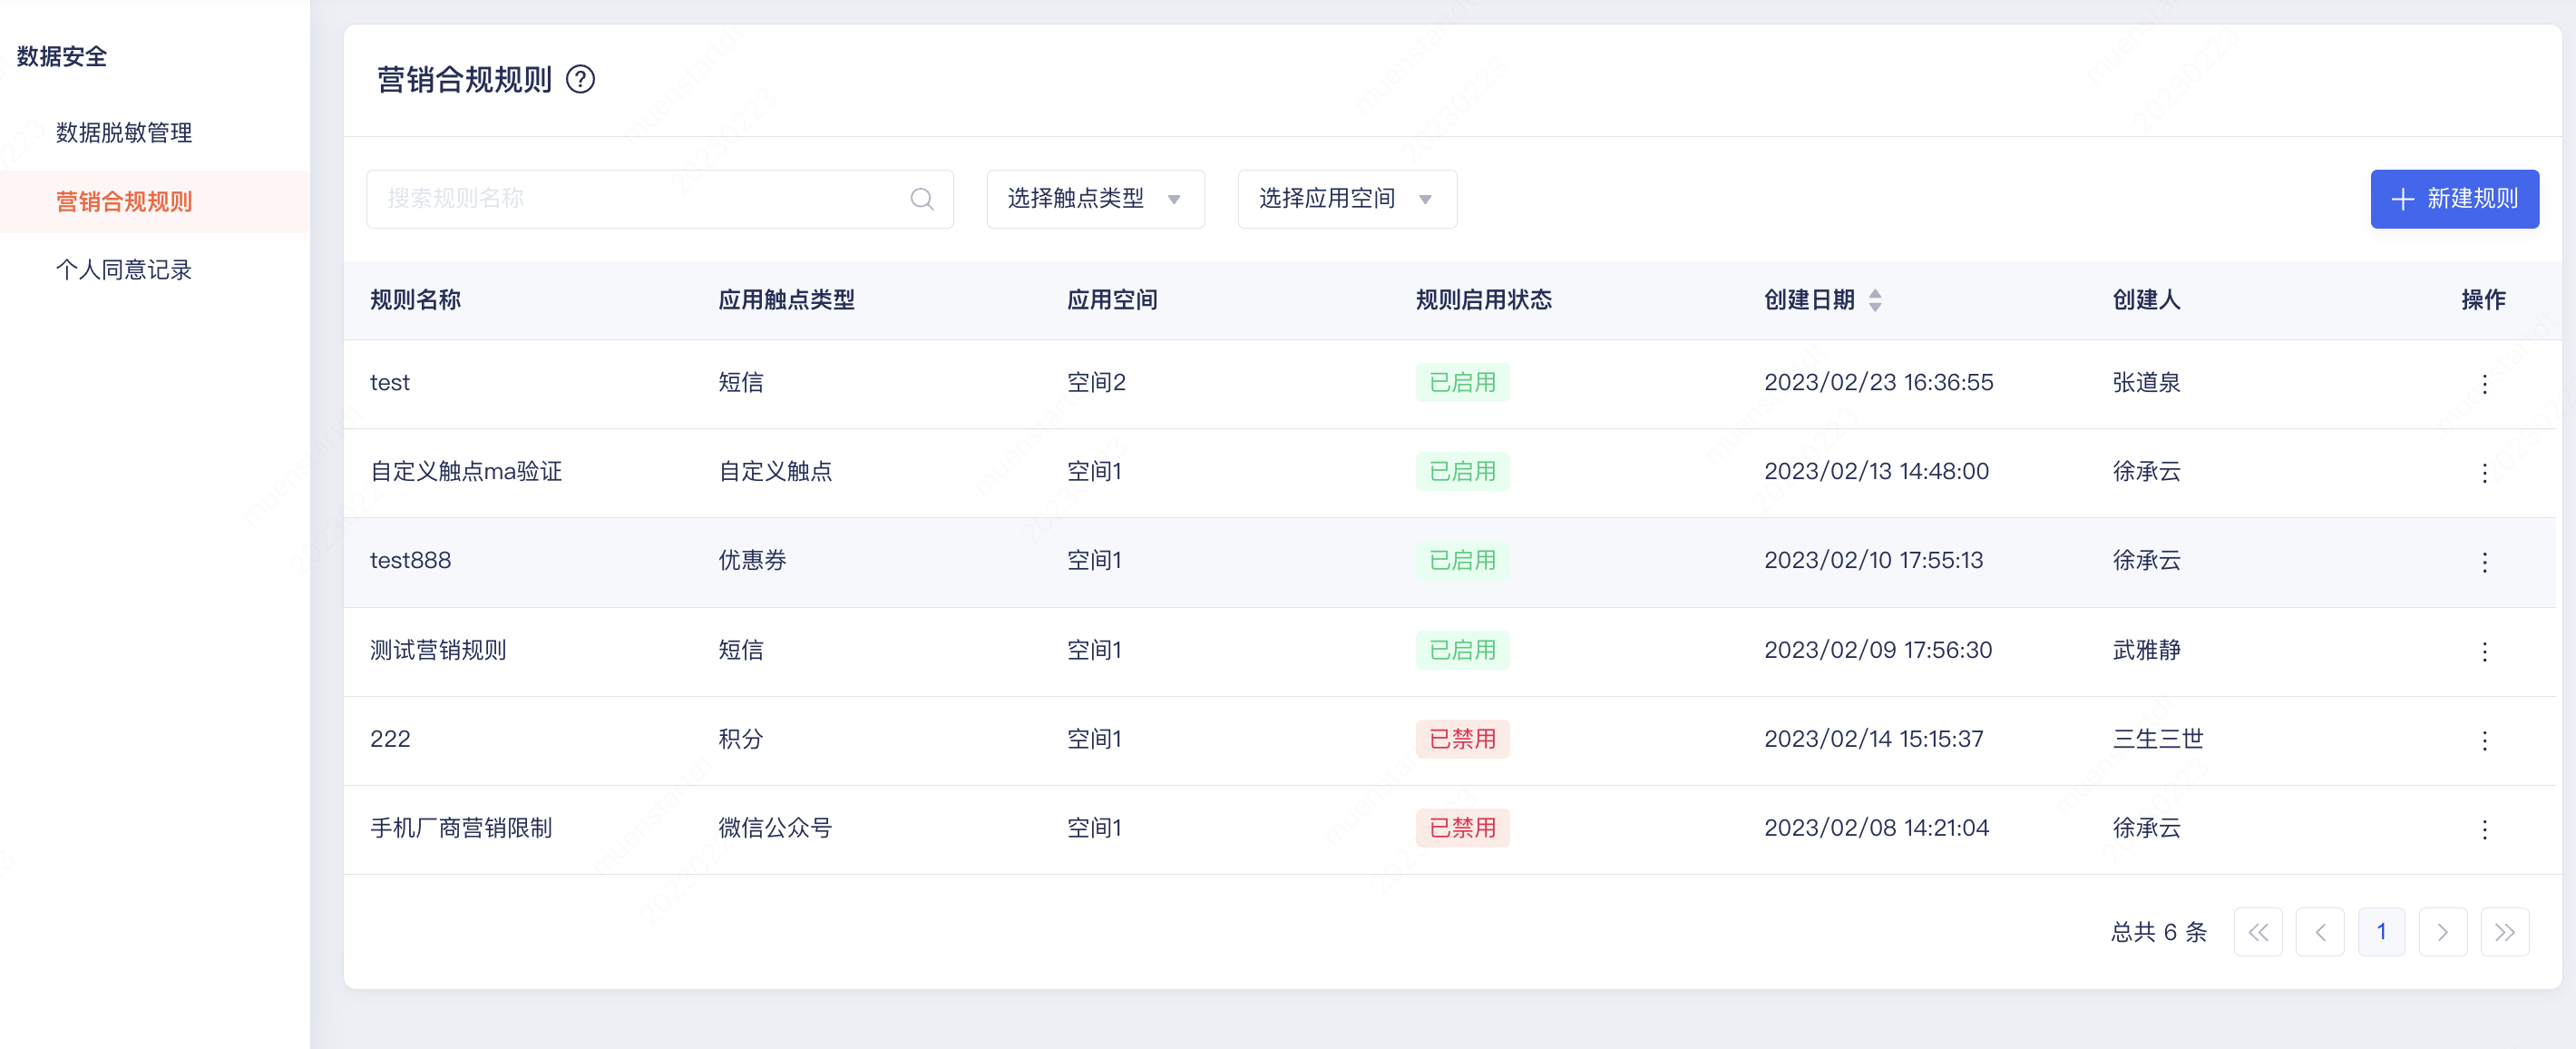 数据安全
数据脱敏管理
营销合规规则
个人同意记录
营销合规规则 ?
搜索规则名称 选择触点类型 选择应用空间 新建规则
规则名称 应用触点类型 应用空间 规则启用状态 创建日期 创建人 操作
test 短信 空间2 已启用 2023/02/23 16:36:55 张道泉
自定义触点ma验证 自定义触点 空间1 已启用 2023/02/13 14:48:00 徐承云
test888 优惠券 空间1 已启用 2023/02/10 17:55:13 徐承云
测试营销规则 短信 空间1 已启用 2023/02/09 17:56:30 武雅静
222 积分 空间1 已禁用 2023/02/14 15:15:37 三生三世
手机厂商营销限制 微信公众号 空间1 已禁用 2023/02/08 14:21:04 徐承云
总共 6 条 1
muenstartdt
20230223